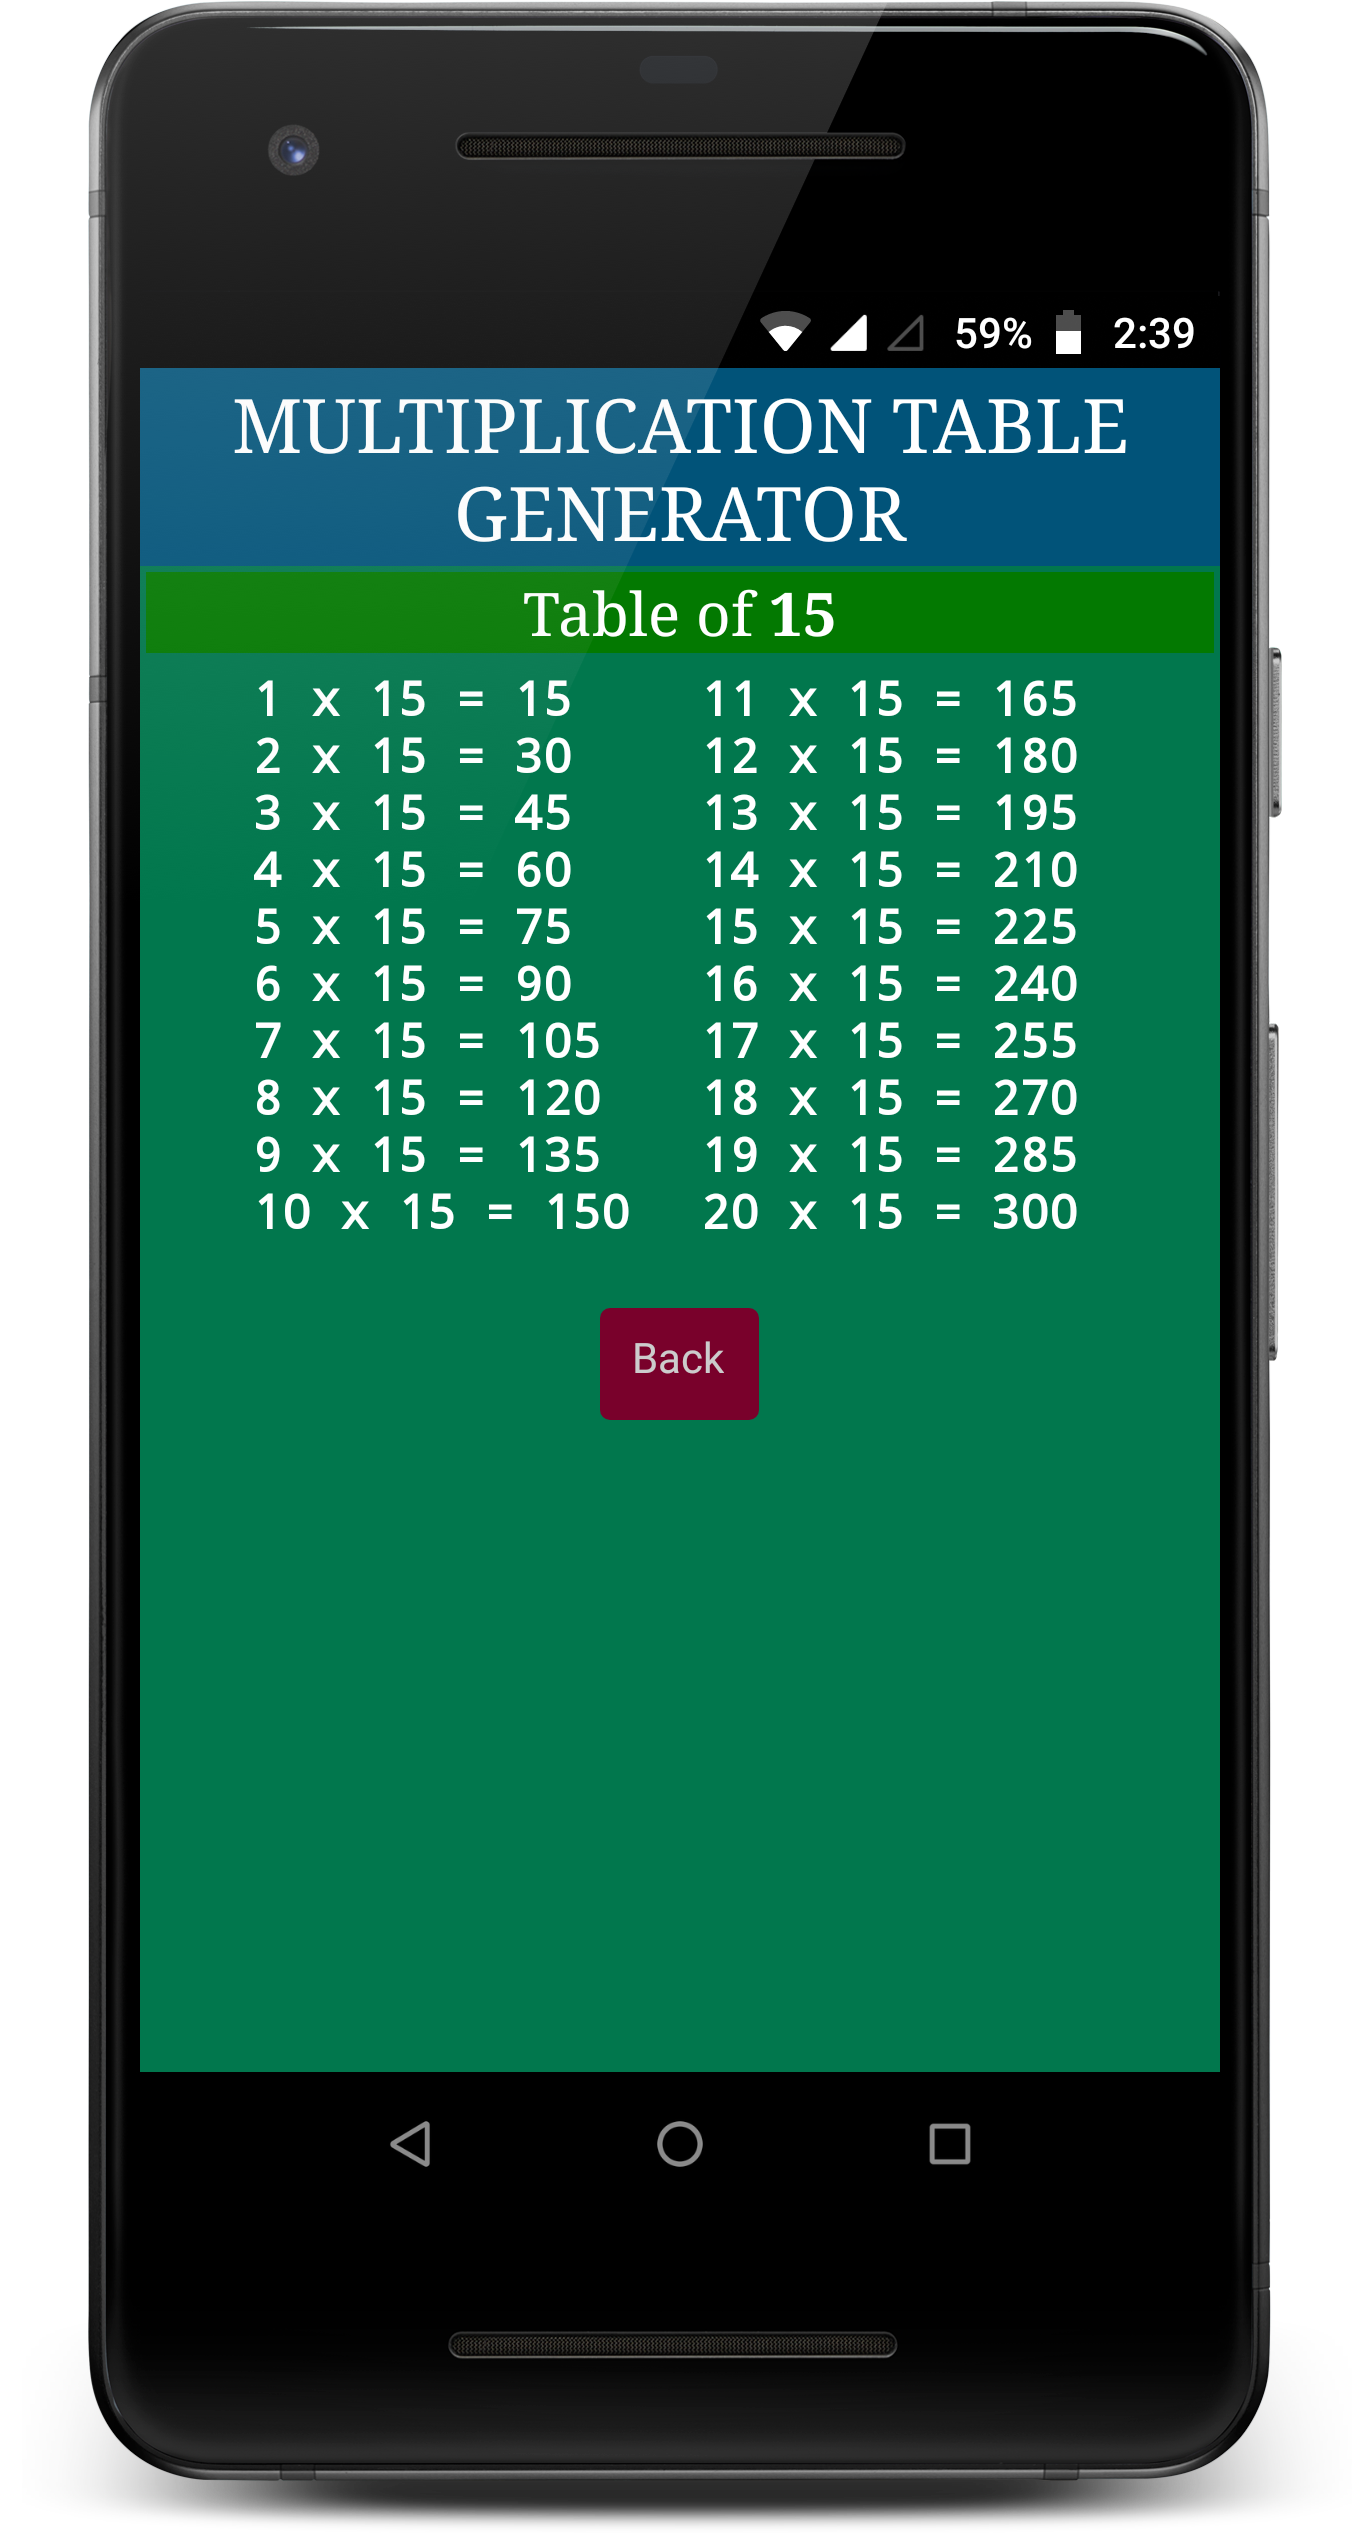 59% 2:39
MULTIPLICATION TABLE
GENERATOR
Table of 15
1 x 15 = 15
2 x 15 = 30
3 x 15 = 45
4 x 15 = 60
5 x 15 = 75
6 x 15 = 90
7 x 15 = 105
8 x 15 = 120
9 x 15 = 135
10 x 15 = 150
11 x 15 = 165
12 x 15 = 180
13 x 15 = 195
14 x 15 = 210
15 x 15 = 225
16 x 15 = 240
17 x 15 = 255
18 x 15 = 270
19 x 15 = 285
20 x 15 = 300
Back